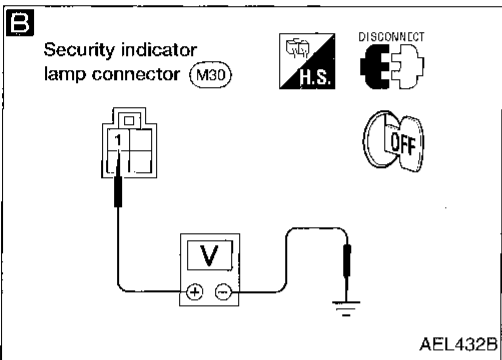 B
Security indicator
lamp connector M30
H.S.
DISCONNECT
OFF
1
V
+ −
AEL432B